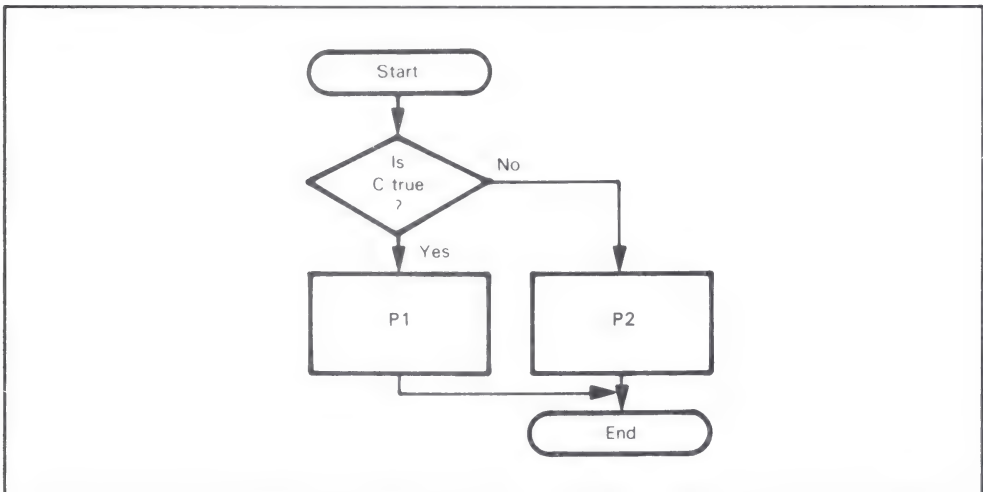 Start
Is
C true
?
No
Yes
P1
P2
End